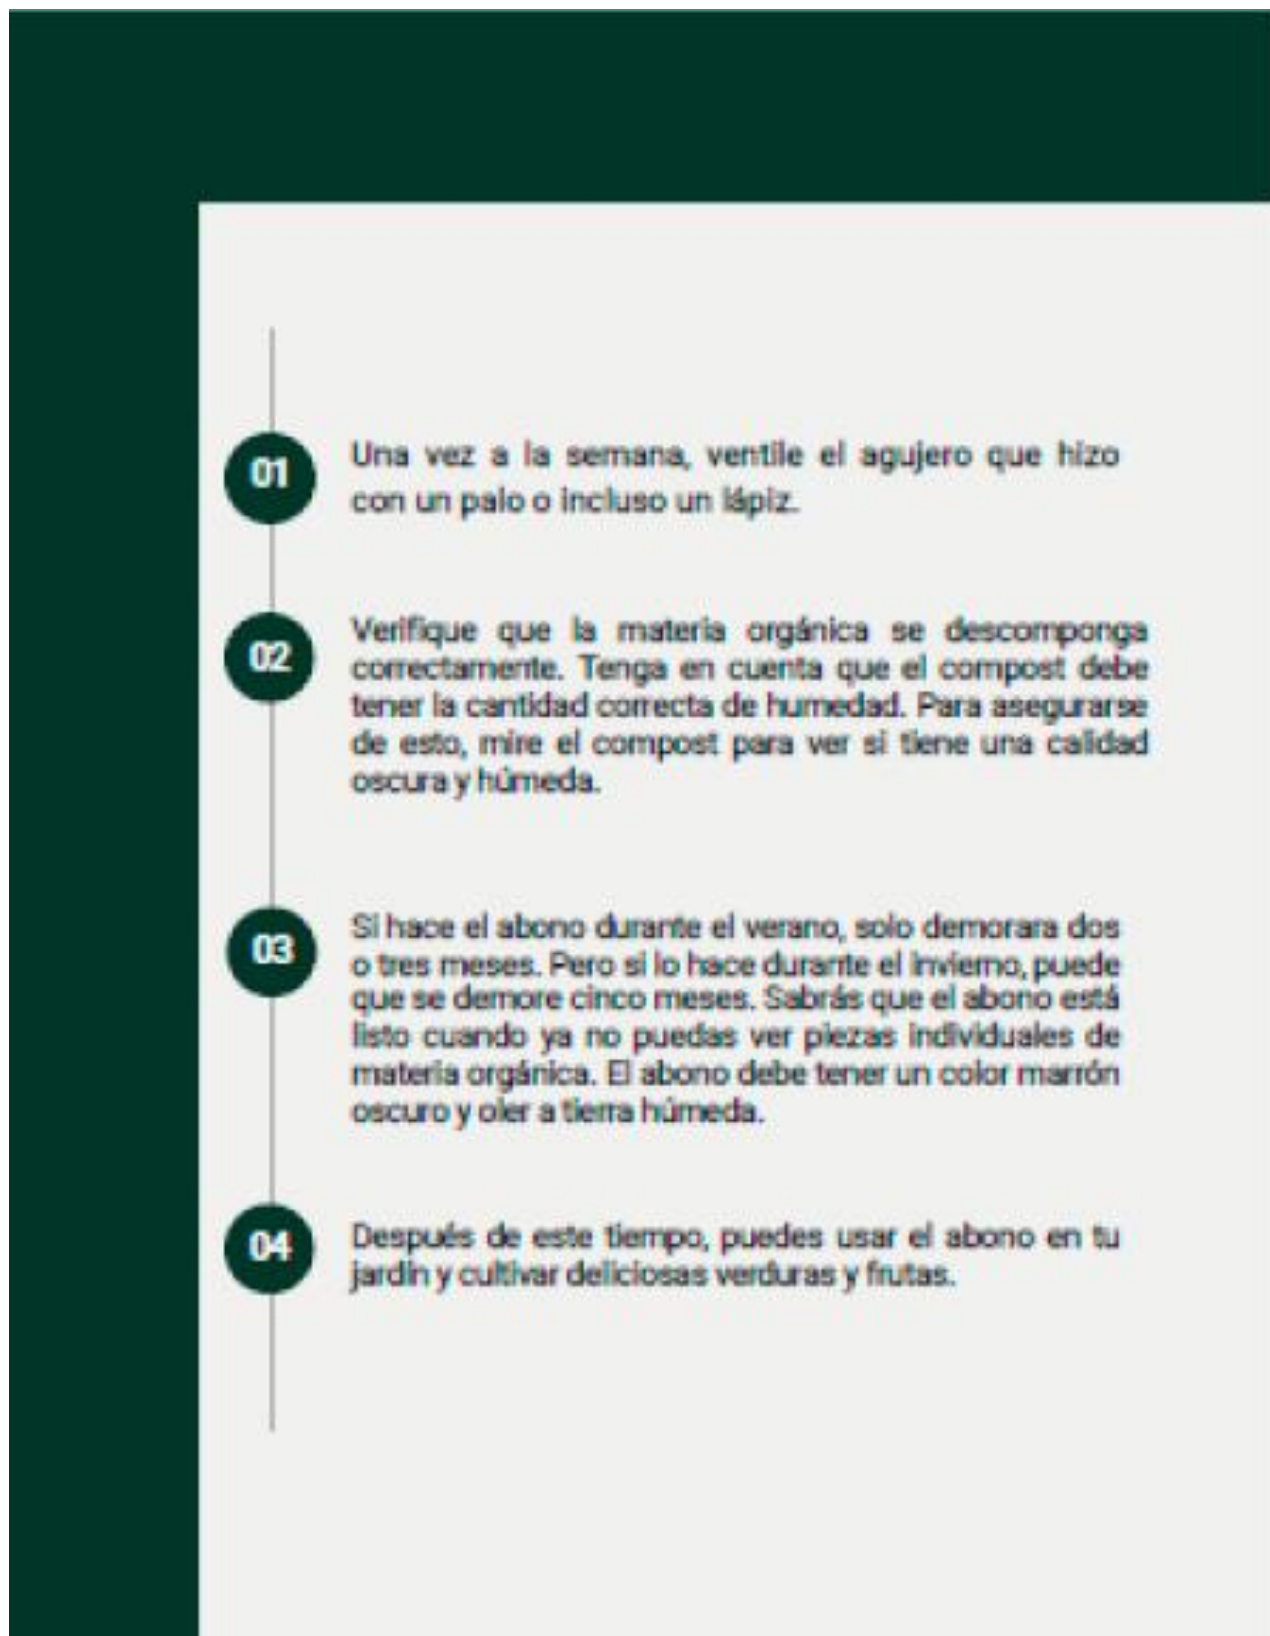 01
Una vez a la semana, ventile el agujero que hizo
con un palo o incluso un lápiz.
02
Verifique que la materia orgánica se descomponga
correctamente. Tenga en cuenta que el compost debe
tener la cantidad correcta de humedad. Para asegurarse
de esto, mire el compost para ver si tiene una calidad
oscura y húmeda.
03
Si hace el abono durante el verano, solo demorara dos
o tres meses. Pero si lo hace durante el invierno, puede
que se demore cinco meses. Sabrás que el abono está
listo cuando ya no puedas ver piezas individuales de
materia orgánica. El abono debe tener un color marrón
oscuro y oler a tierra húmeda.
04
Después de este tiempo, puedes usar el abono en tu
jardín y cultivar deliciosas verduras y frutas.